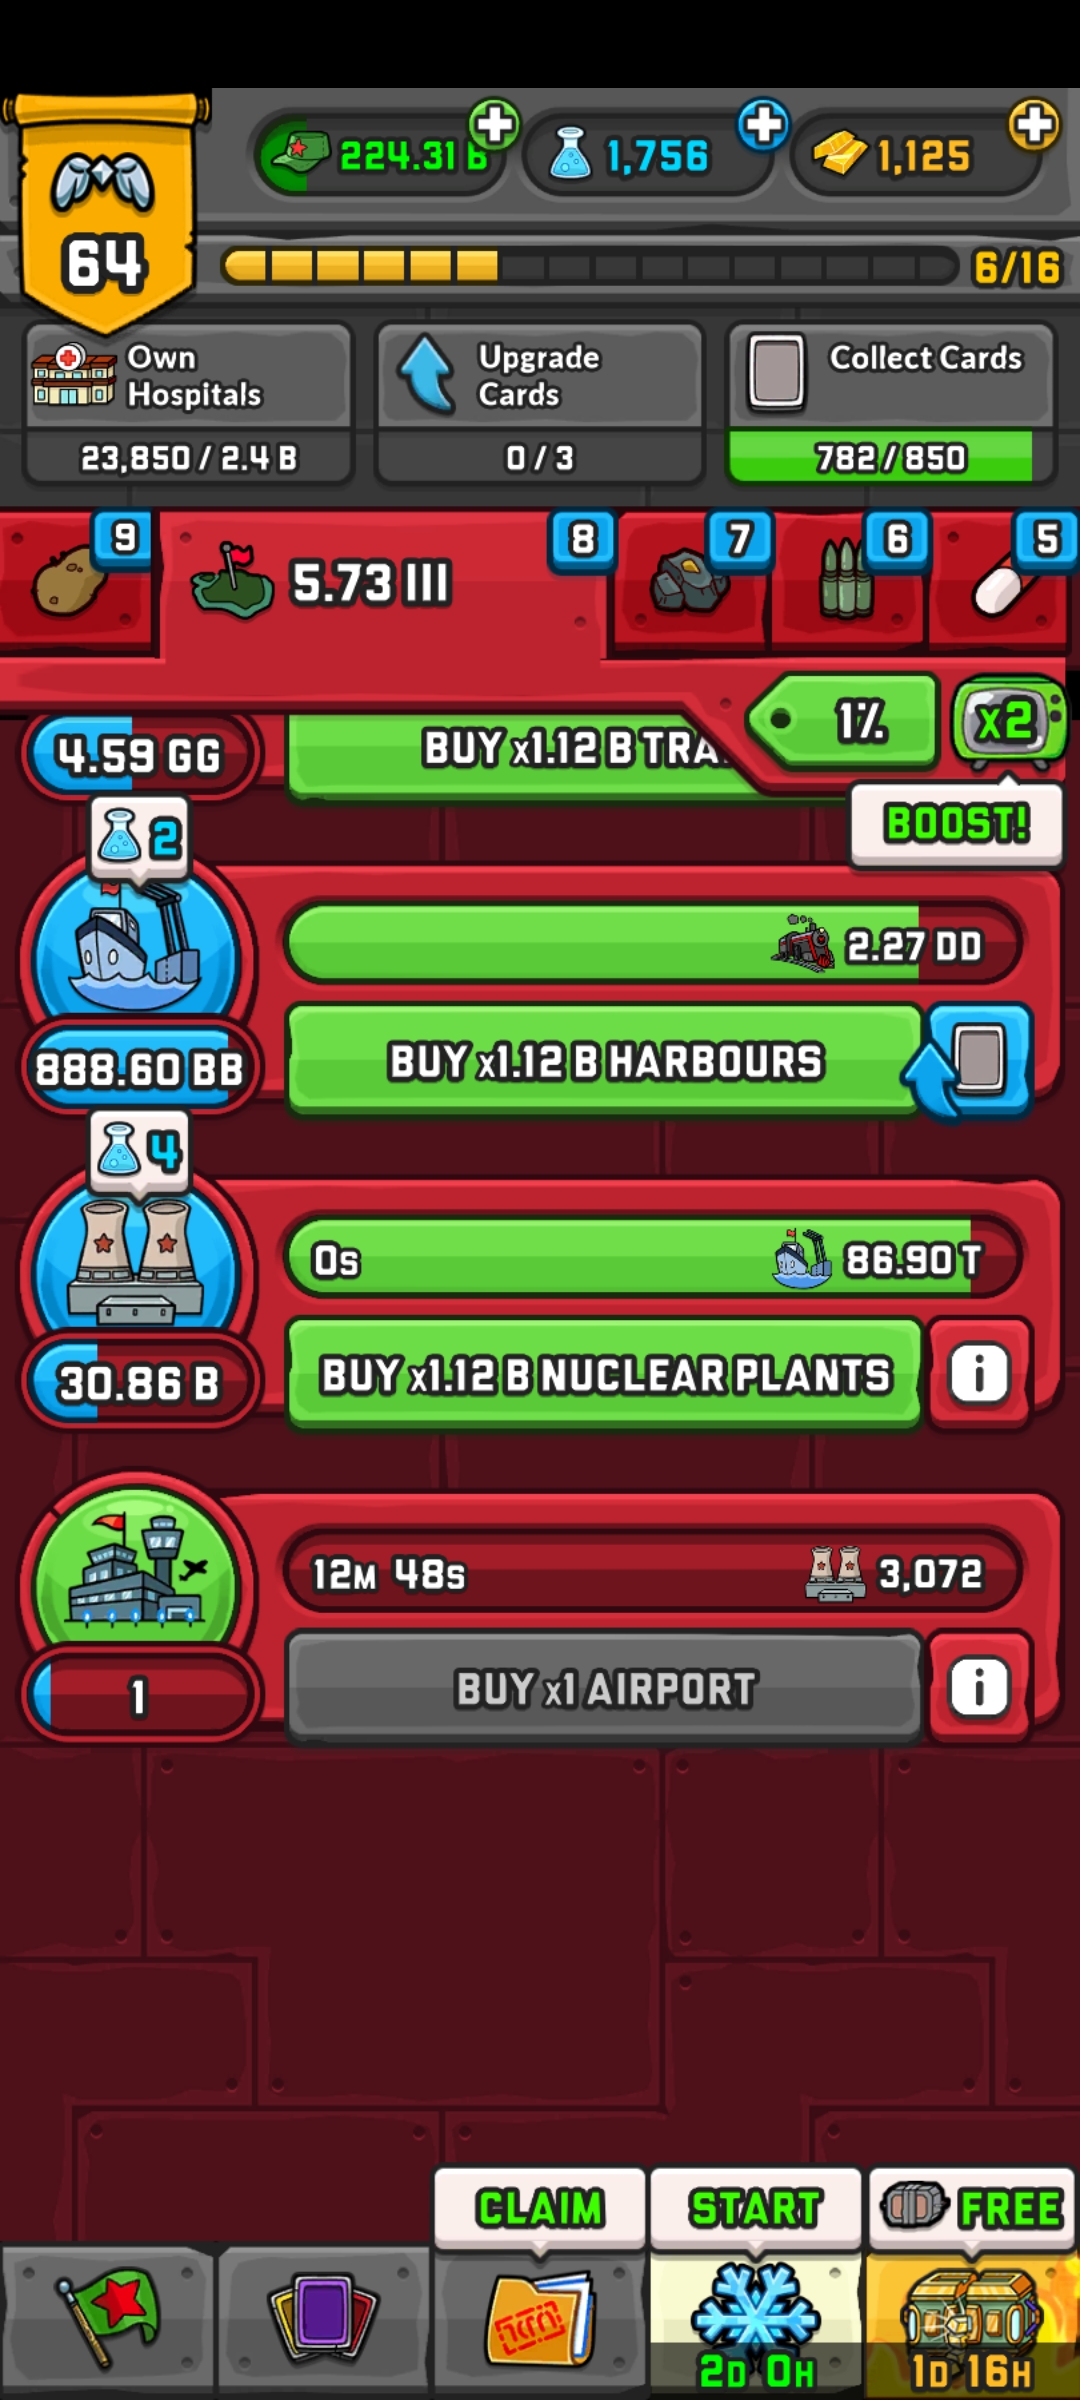 224.31 B
1,756
1,125
64
6/16
Own
Hospitals
23,850 / 2.4 B
Upgrade
Cards
0 / 3
Collect Cards
782 / 850
9
5.73 III
8
7
6
5
1%
x2
4.59 GG
BUY x1.12 B TRA
BOOST!
2
2.27 DD
888.60 BB
BUY x1.12 B HARBOURS
4
0s
86.90 T
30.86 B
BUY x1.12 B NUCLEAR PLANTS
i
12M 48s
3,072
1
BUY x1 AIRPORT
i
CLAIM
START
FREE
2D 0H
1D 16H